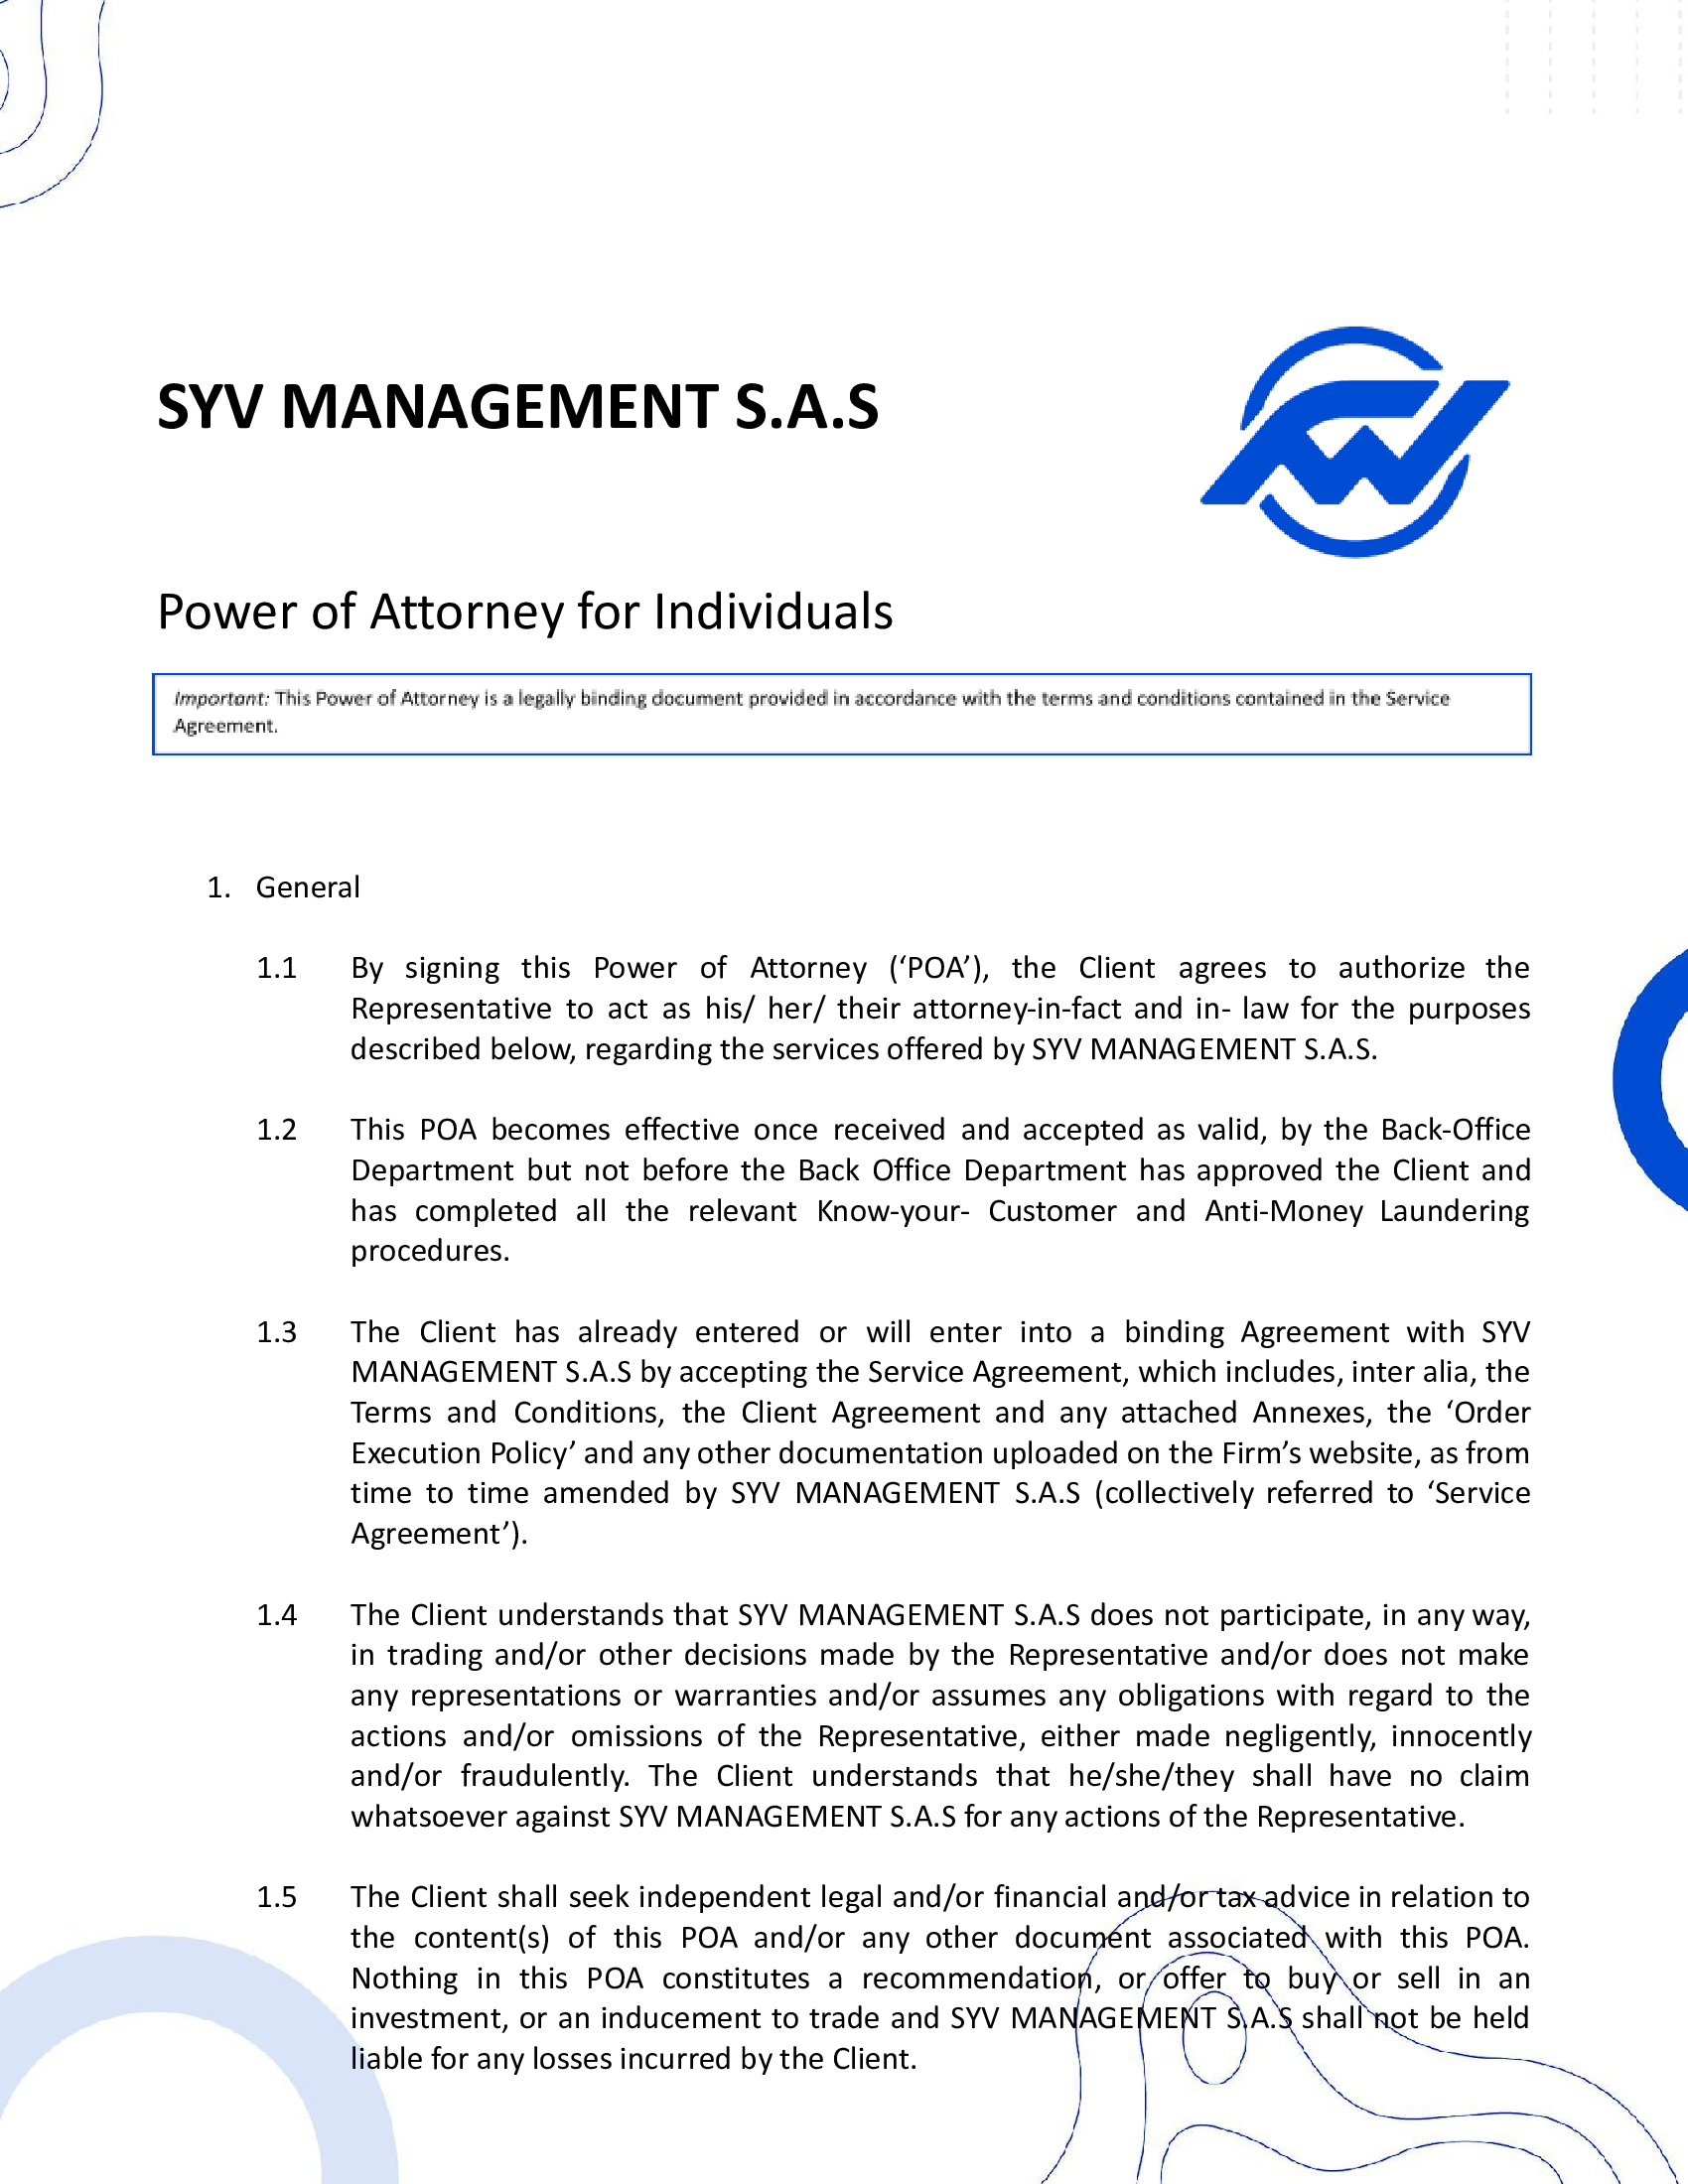 SYV MANAGEMENT S.A.S
Power of Attorney for Individuals
Important: This Power of Attorney is a legally binding document provided in accordance with the terms and conditions contained in the Service
Agreement.
1. General
1.1 By signing this Power of Attorney (‘POA’), the Client agrees to authorize the
Representative to act as his/ her/ their attorney-in-fact and in- law for the purposes
described below, regarding the services offered by SYV MANAGEMENT S.A.S.
1.2 This POA becomes effective once received and accepted as valid, by the Back-Office
Department but not before the Back Office Department has approved the Client and
has completed all the relevant Know-your- Customer and Anti-Money Laundering
procedures.
1.3 The Client has already entered or will enter into a binding Agreement with SYV
MANAGEMENT S.A.S by accepting the Service Agreement, which includes, inter alia, the
Terms and Conditions, the Client Agreement and any attached Annexes, the ‘Order
Execution Policy’ and any other documentation uploaded on the Firm’s website, as from
time to time amended by SYV MANAGEMENT S.A.S (collectively referred to ‘Service
Agreement’).
1.4 The Client understands that SYV MANAGEMENT S.A.S does not participate, in any way,
in trading and/or other decisions made by the Representative and/or does not make
any representations or warranties and/or assumes any obligations with regard to the
actions and/or omissions of the Representative, either made negligently, innocently
and/or fraudulently. The Client understands that he/she/they shall have no claim
whatsoever against SYV MANAGEMENT S.A.S for any actions of the Representative.
1.5 The Client shall seek independent legal and/or financial and/or tax advice in relation to
the content(s) of this POA and/or any other document associated with this POA.
Nothing in this POA constitutes a recommendation, or offer to buy or sell in an
investment, or an inducement to trade and SYV MANAGEMENT S.A.S shall not be held
liable for any losses incurred by the Client.